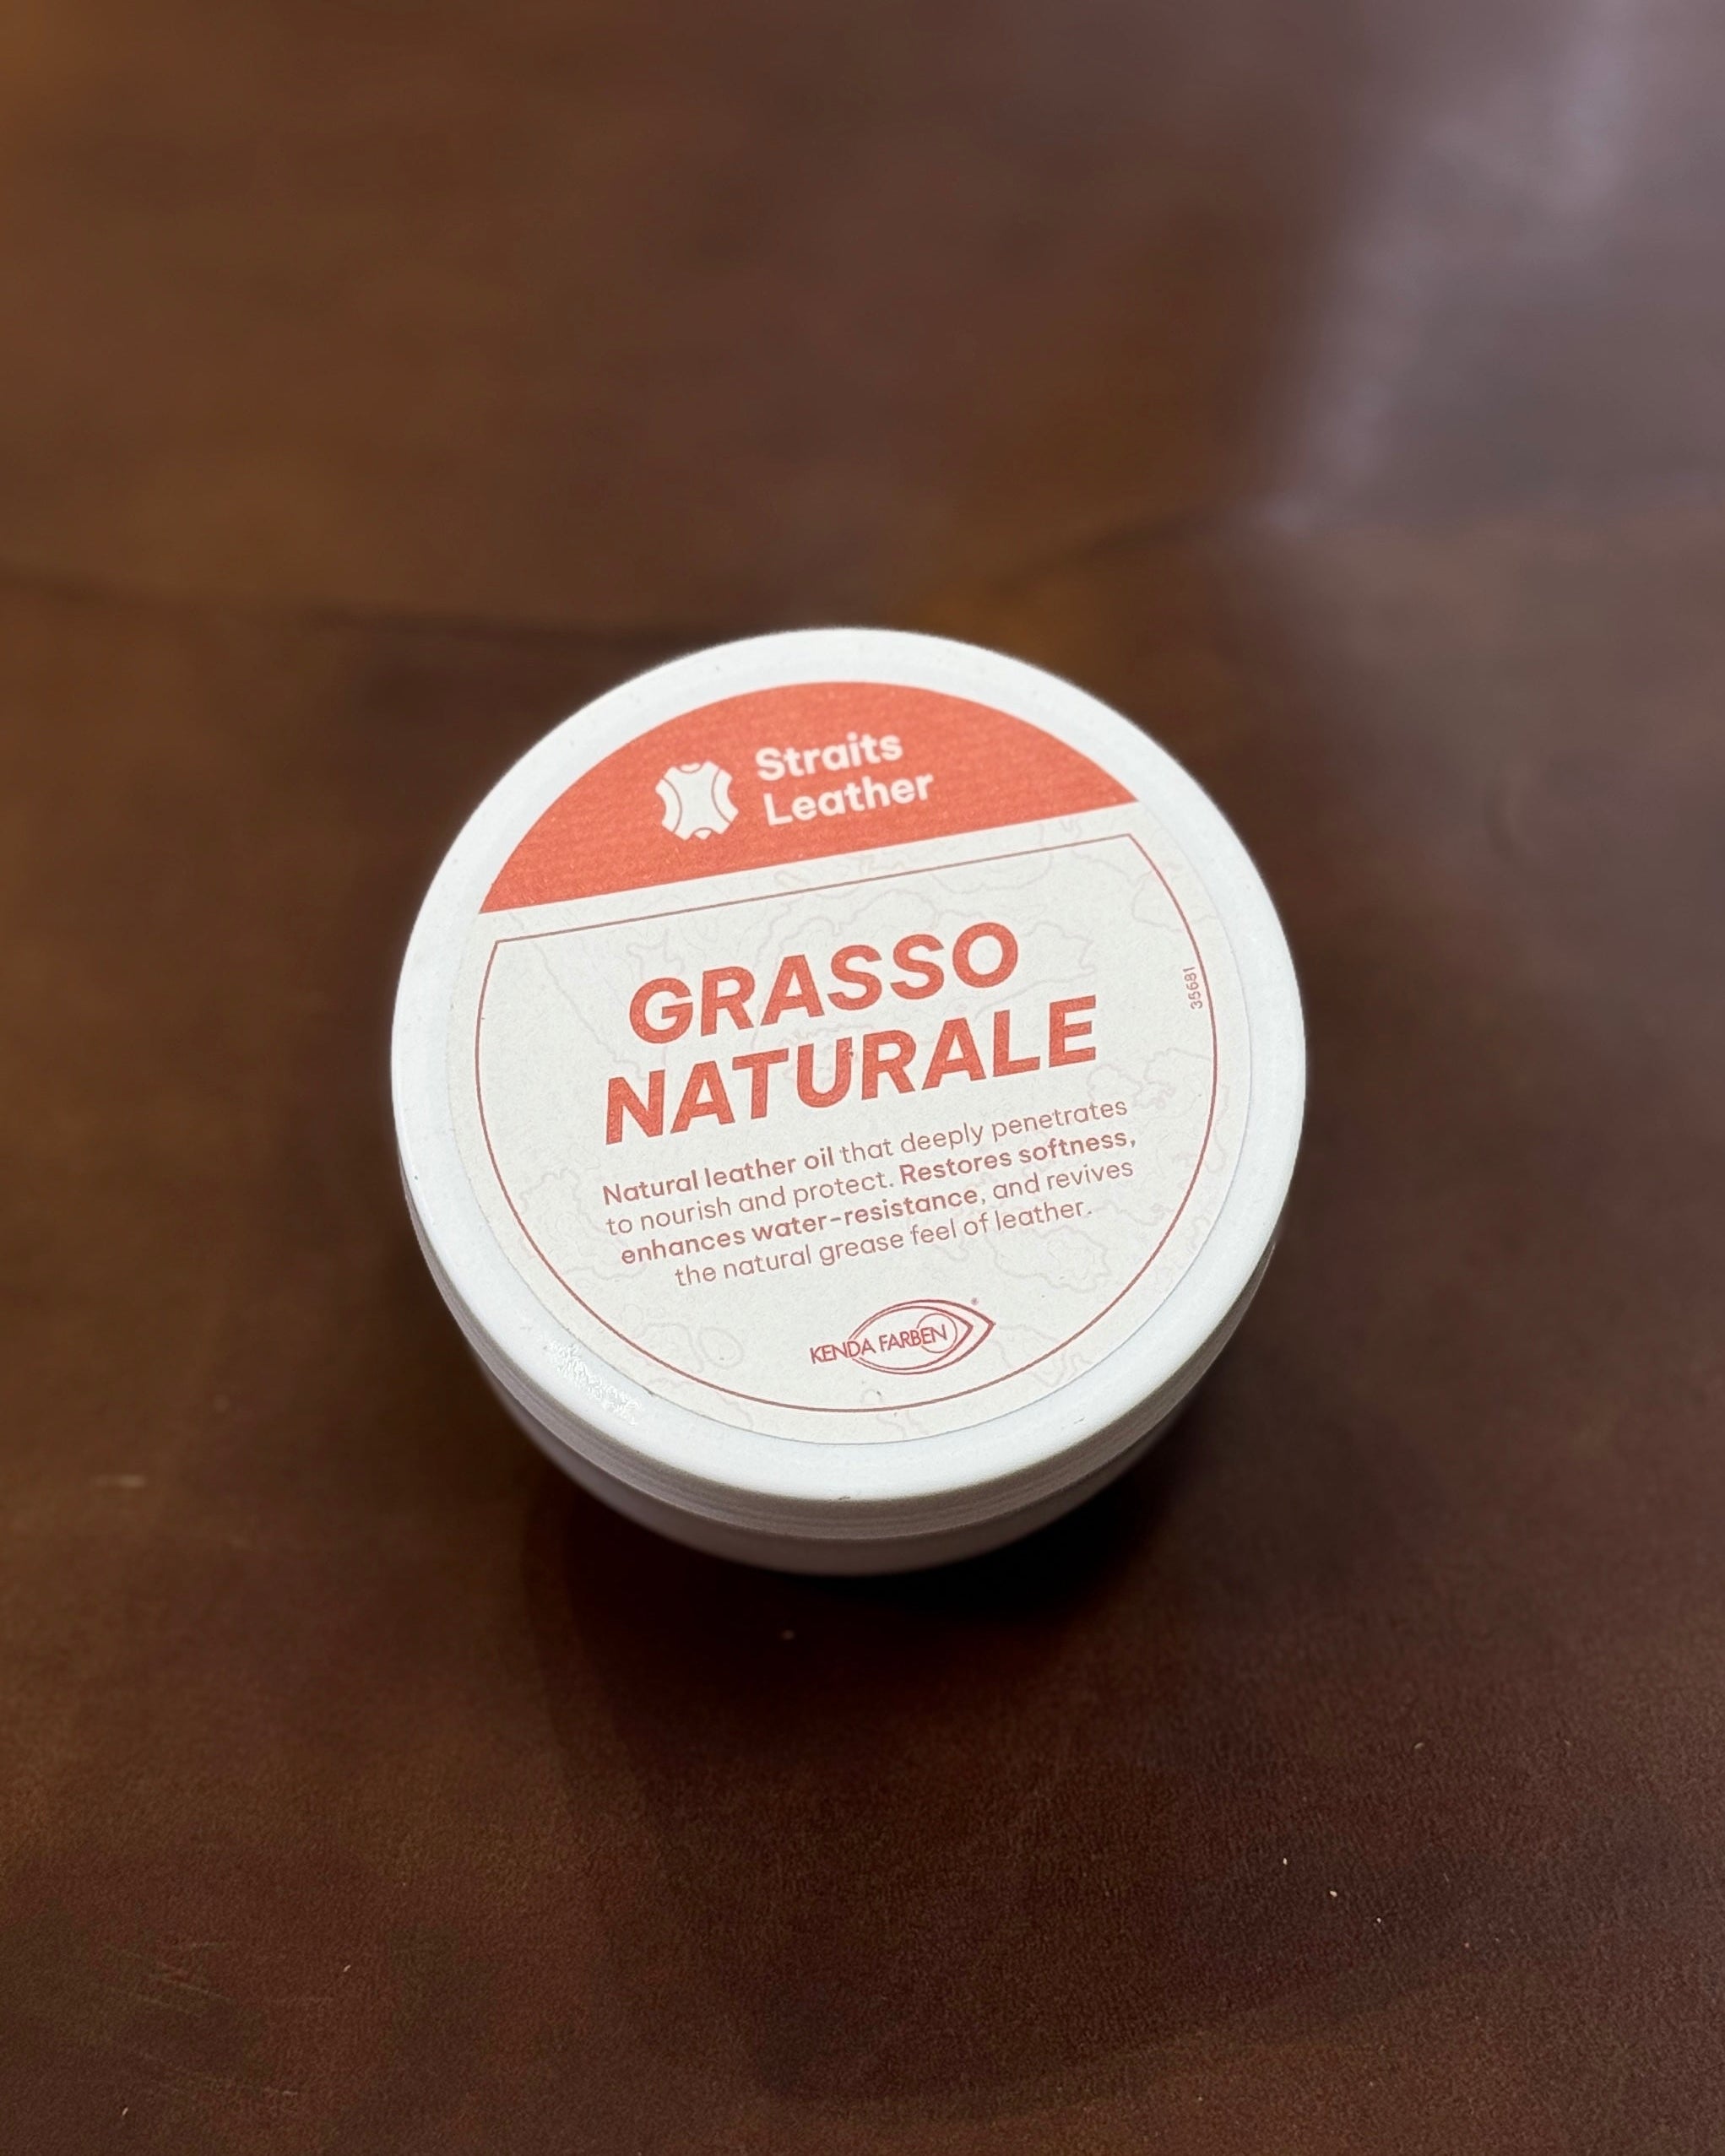 Straits
Leather
GRASSO
NATURALE
35681
Natural leather oil that deeply penetrates
to nourish and protect. Restores softness,
enhances water-resistance, and revives
the natural grease feel of leather.
KENDA FARBEN
®